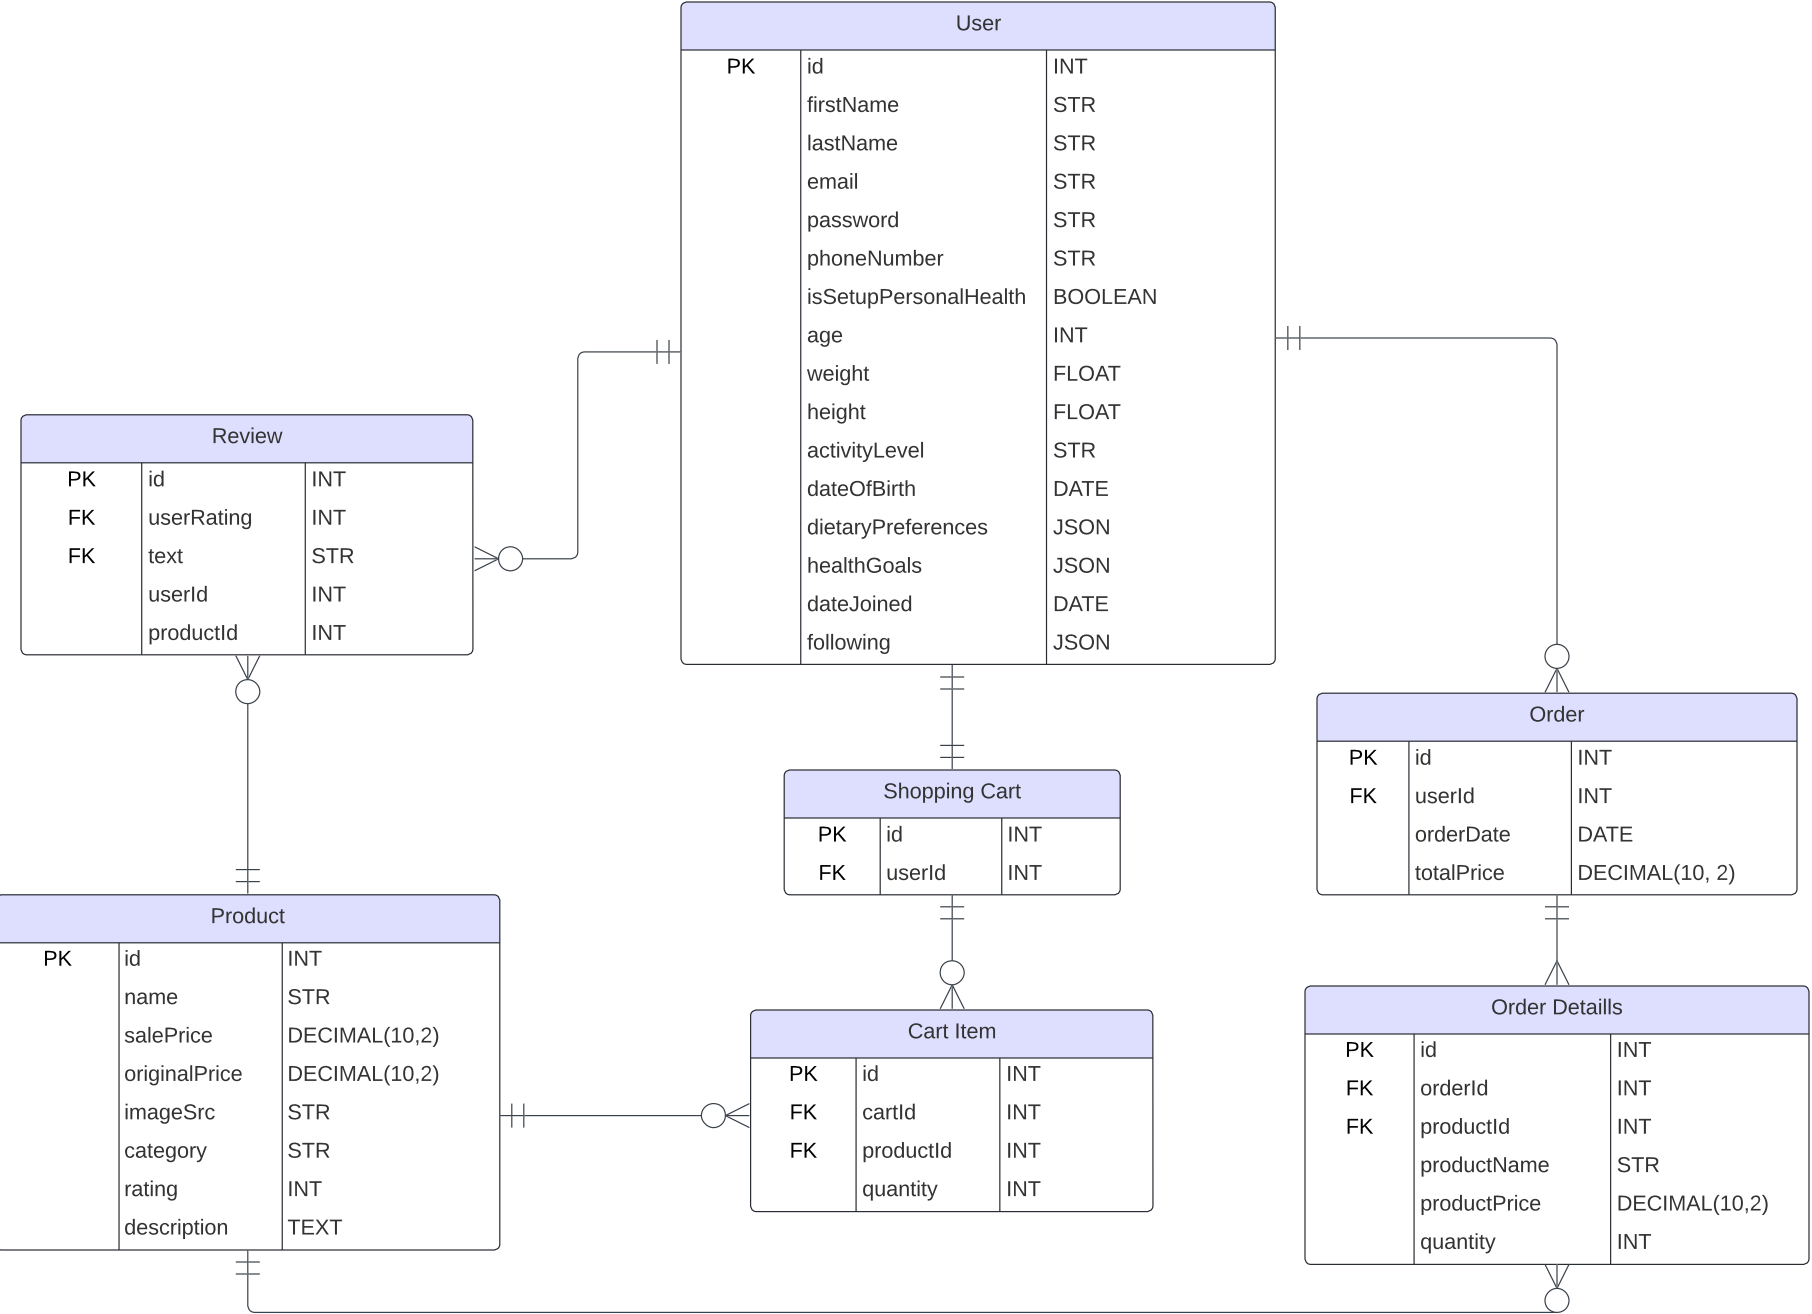 User
PK id INT
firstName STR
lastName STR
email STR
password STR
phoneNumber STR
isSetupPersonalHealth BOOLEAN
age INT
weight FLOAT
height FLOAT
activityLevel STR
dateOfBirth DATE
dietaryPreferences JSON
healthGoals JSON
dateJoined DATE
following JSON
Review
PK id INT
FK userRating INT
FK text STR
userId INT
productId INT
Order
PK id INT
FK userId INT
orderDate DATE
totalPrice DECIMAL(10, 2)
Shopping Cart
PK id INT
FK userId INT
Product
PK id INT
name STR
salePrice DECIMAL(10,2)
originalPrice DECIMAL(10,2)
imageSrc STR
category STR
rating INT
description TEXT
Cart Item
PK id INT
FK cartId INT
FK productId INT
quantity INT
Order Detaills
PK id INT
FK orderId INT
FK productId INT
productName STR
productPrice DECIMAL(10,2)
quantity INT